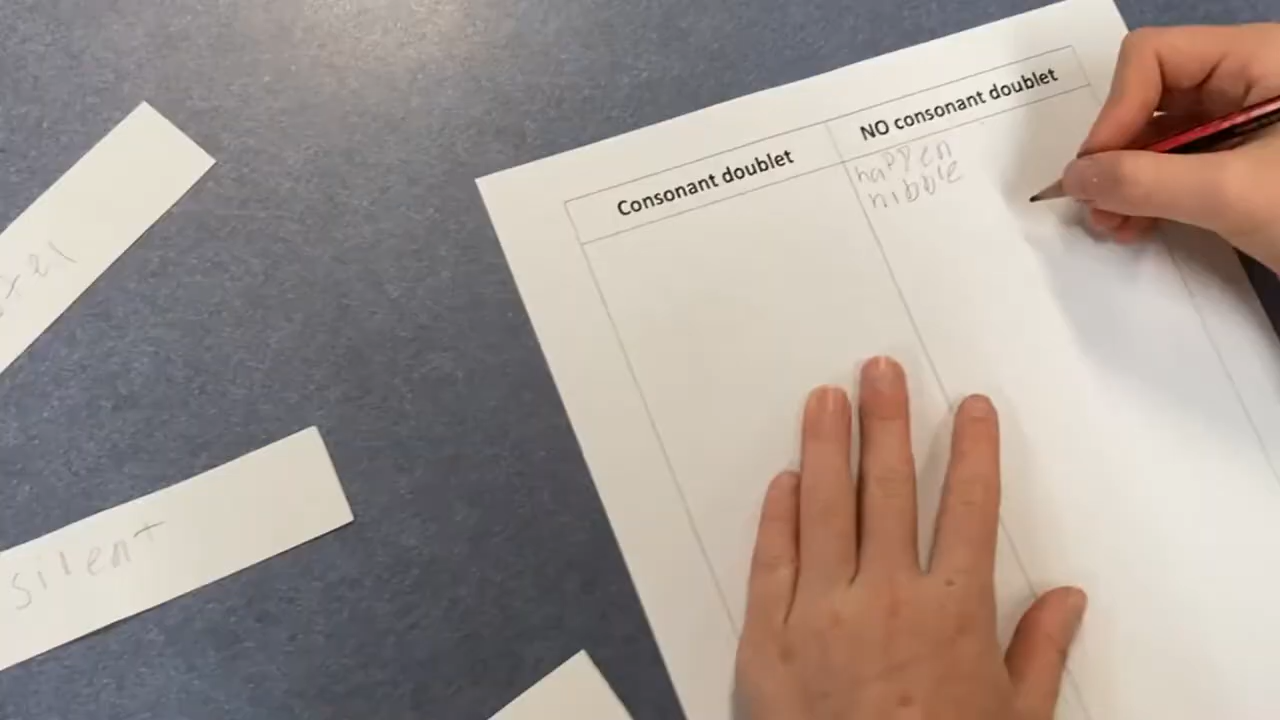 Consonant doublet
NO consonant doublet
happen
nibble
silent